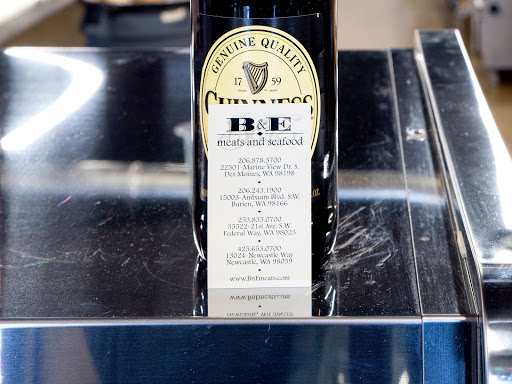 GENUINE QUALITY
17 59
GUINNESS
B&E
meats and seafood
206.878.3700
22501-Marine View Dr. S.
Des Moines, WA 98198
•
206.243.1900
15003-Ambaum Blvd. S.W.
Burien, WA 98166
•
253.835.0700
35522-21st Ave. S.W.
Federal Way, WA 98023
•
425.653.0700
13024-Newcastle Way
Newcastle, WA 98059
•
www.BnEmeats.com